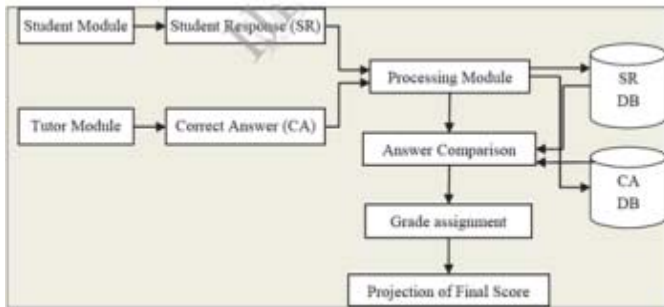 Student Module
Student Response (SR)
Processing Module
SR
DB
Tutor Module
Correct Answer (CA)
Answer Comparison
CA
DB
Grade assignment
Projection of Final Score